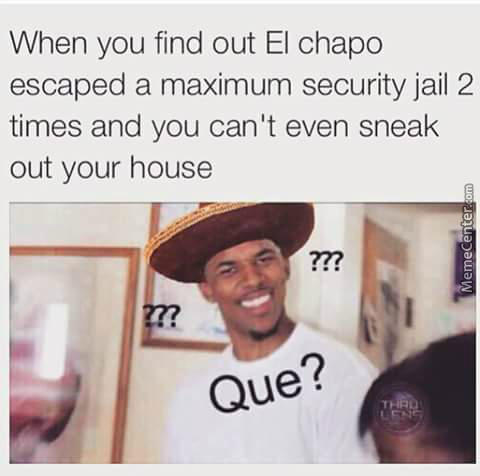 When you find out El chapo
escaped a maximum security jail 2
times and you can't even sneak
out your house
MemeCenter.com
???
???
Que?
THRU
LENS